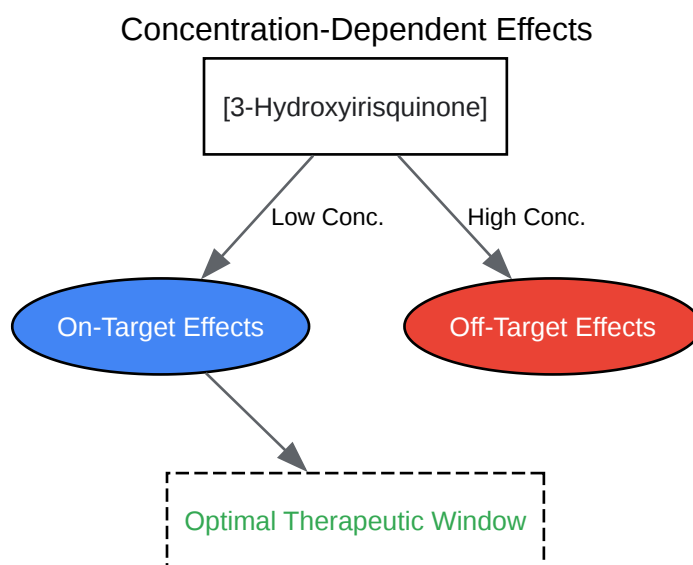 Concentration-Dependent Effects
[3-Hydroxyirisquinone]
Low Conc.
High Conc.
On-Target Effects
Off-Target Effects
Optimal Therapeutic Window